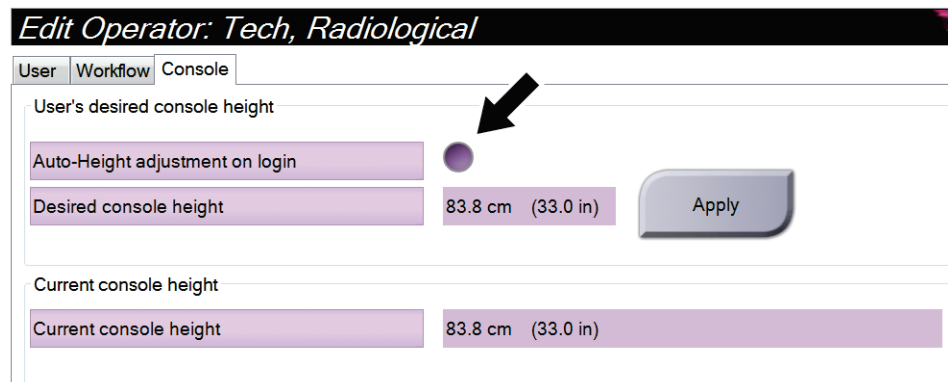 Edit Operator: Tech, Radiological
User Workflow Console
User's desired console height
Auto-Height adjustment on login
Desired console height 83.8 cm (33.0 in) Apply
Current console height
Current console height 83.8 cm (33.0 in)